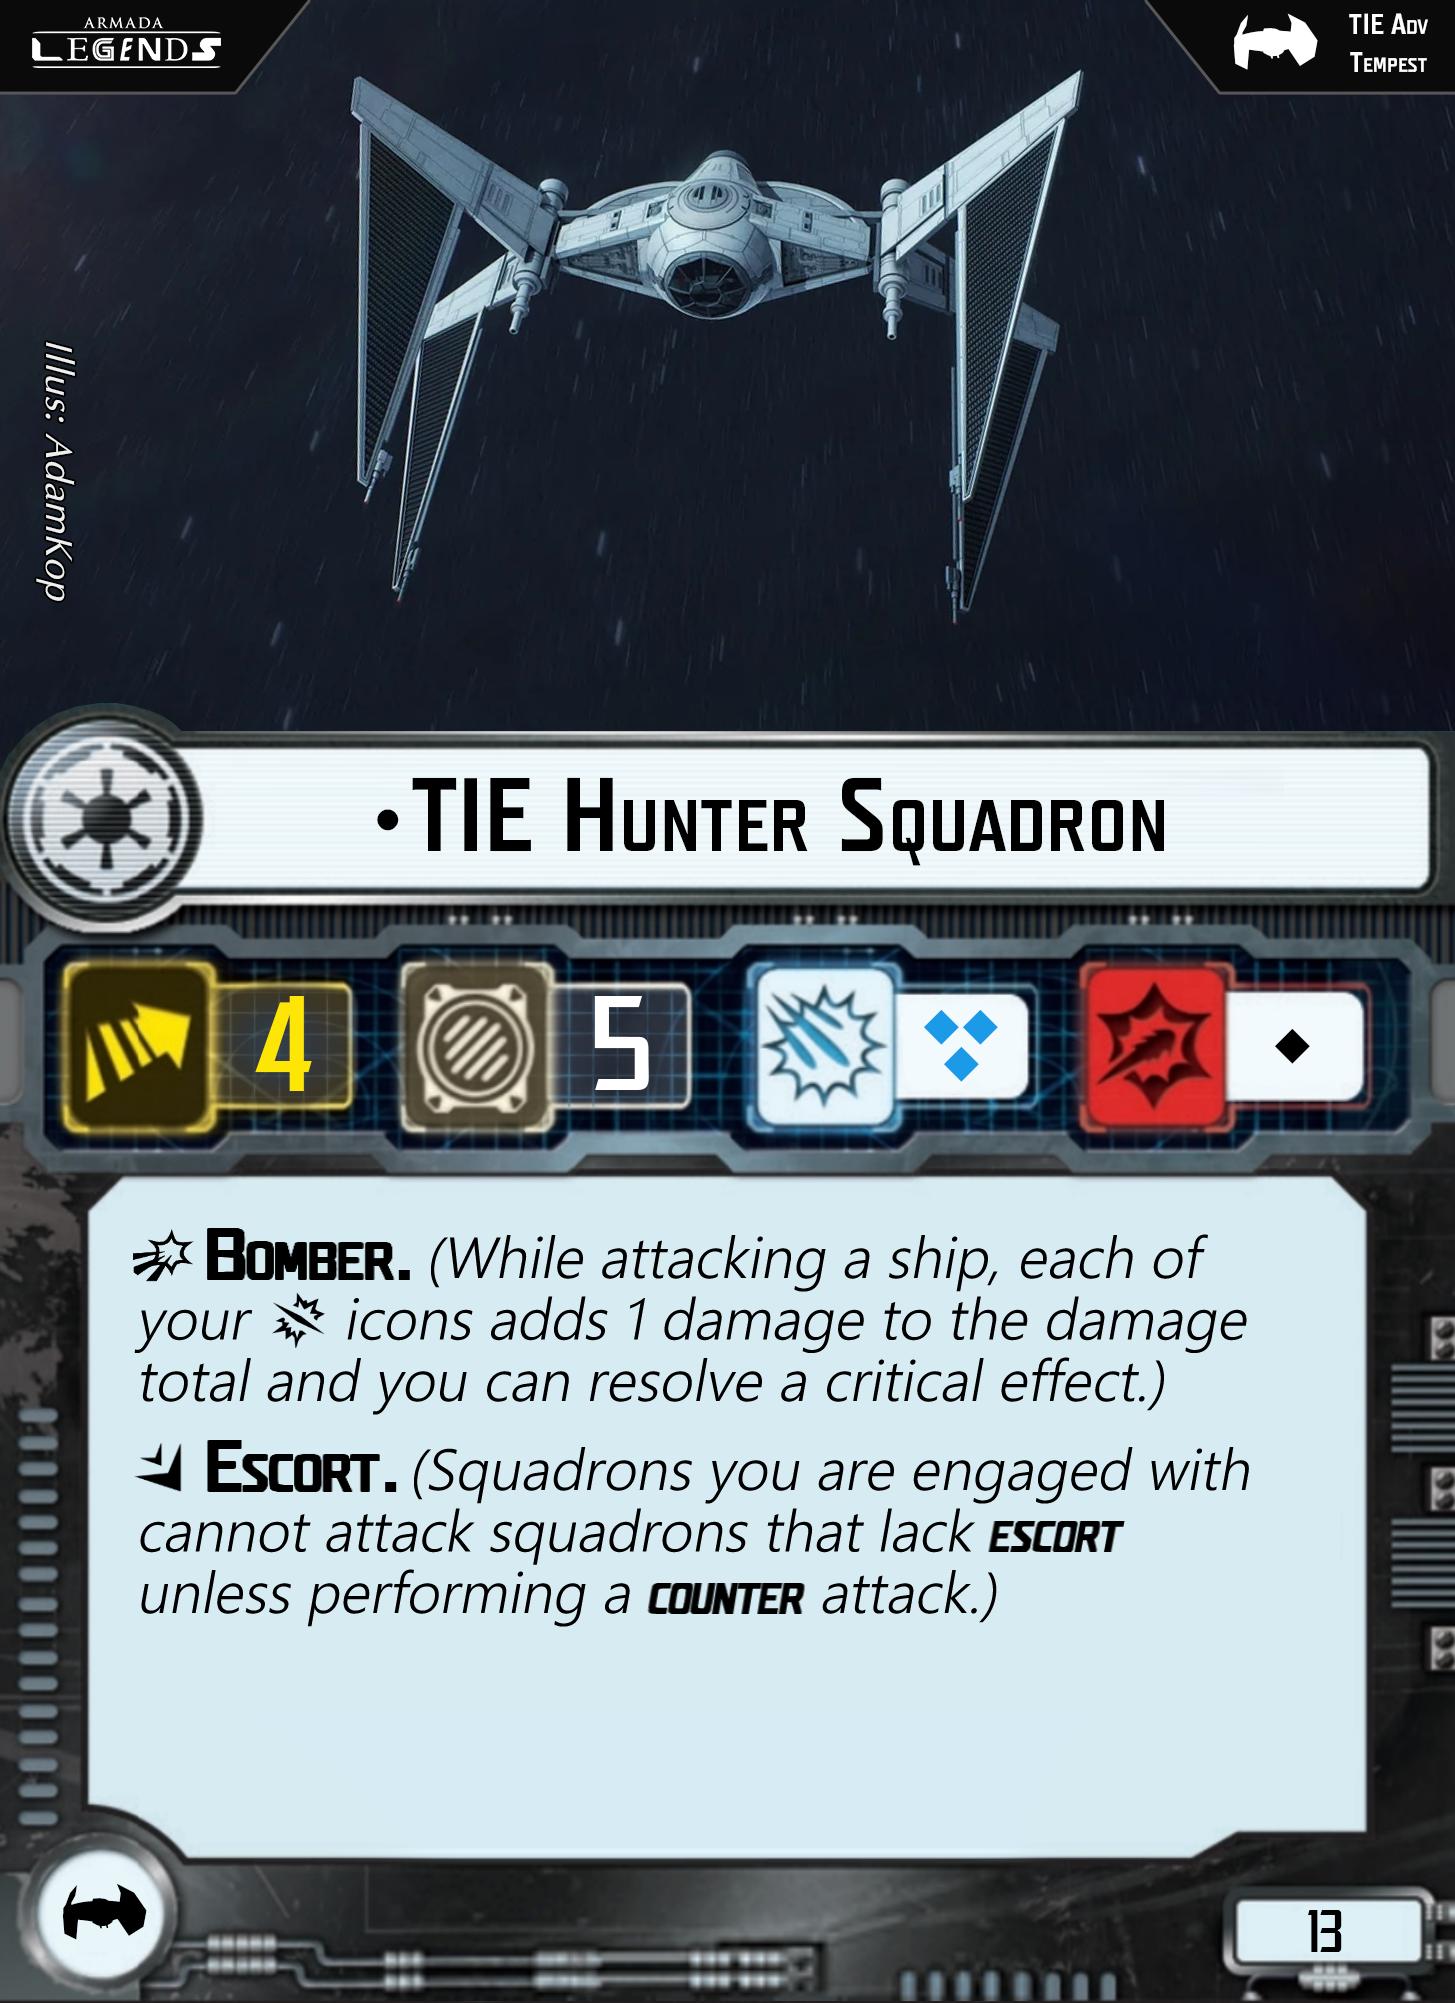 ARMADA
LEGENDS
TIE Adv
Tempest
Illus: AdamKop
•TIE Hunter Squadron
4
5
Bomber. (While attacking a ship, each of
your icons adds 1 damage to the damage
total and you can resolve a critical effect.)
Escort. (Squadrons you are engaged with
cannot attack squadrons that lack ESCORT
unless performing a COUNTER attack.)
13